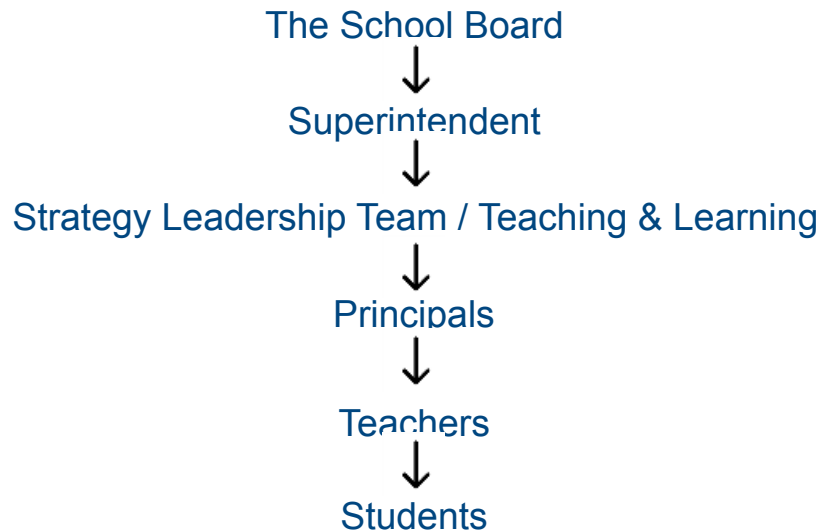 The School Board
Superintendent
Strategy Leadership Team / Teaching & Learning
Principals
Teachers
Students